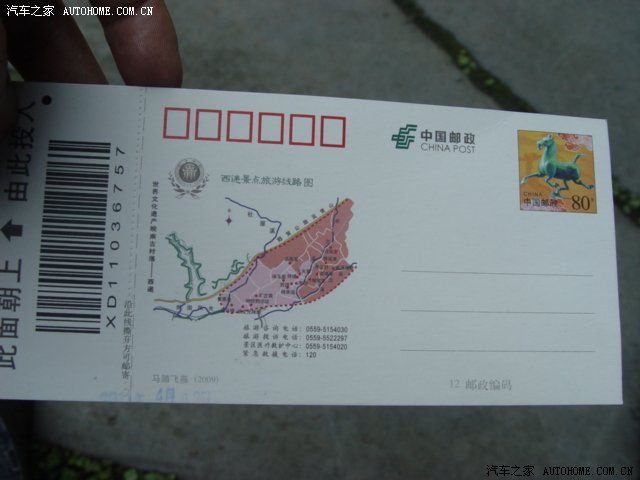 汽车之家 AUTOHOME.COM.CN
此面朝上 ↑ 由此投入
XD11036757
沿此线撕开方可邮寄
世界文化遗产皖南古村落——西递
西递景点旅游线路图
中国邮政
CHINA POST
CHINA
中国邮政 80分
旅游咨询电话：0559-5154030
旅游投诉电话：0559-5522297
景区医疗救护中心：0559-5154020
紧急救援电话：120
马踏飞燕 (2009)
12 邮政编码
汽车之家 AUTOHOME.COM.CN